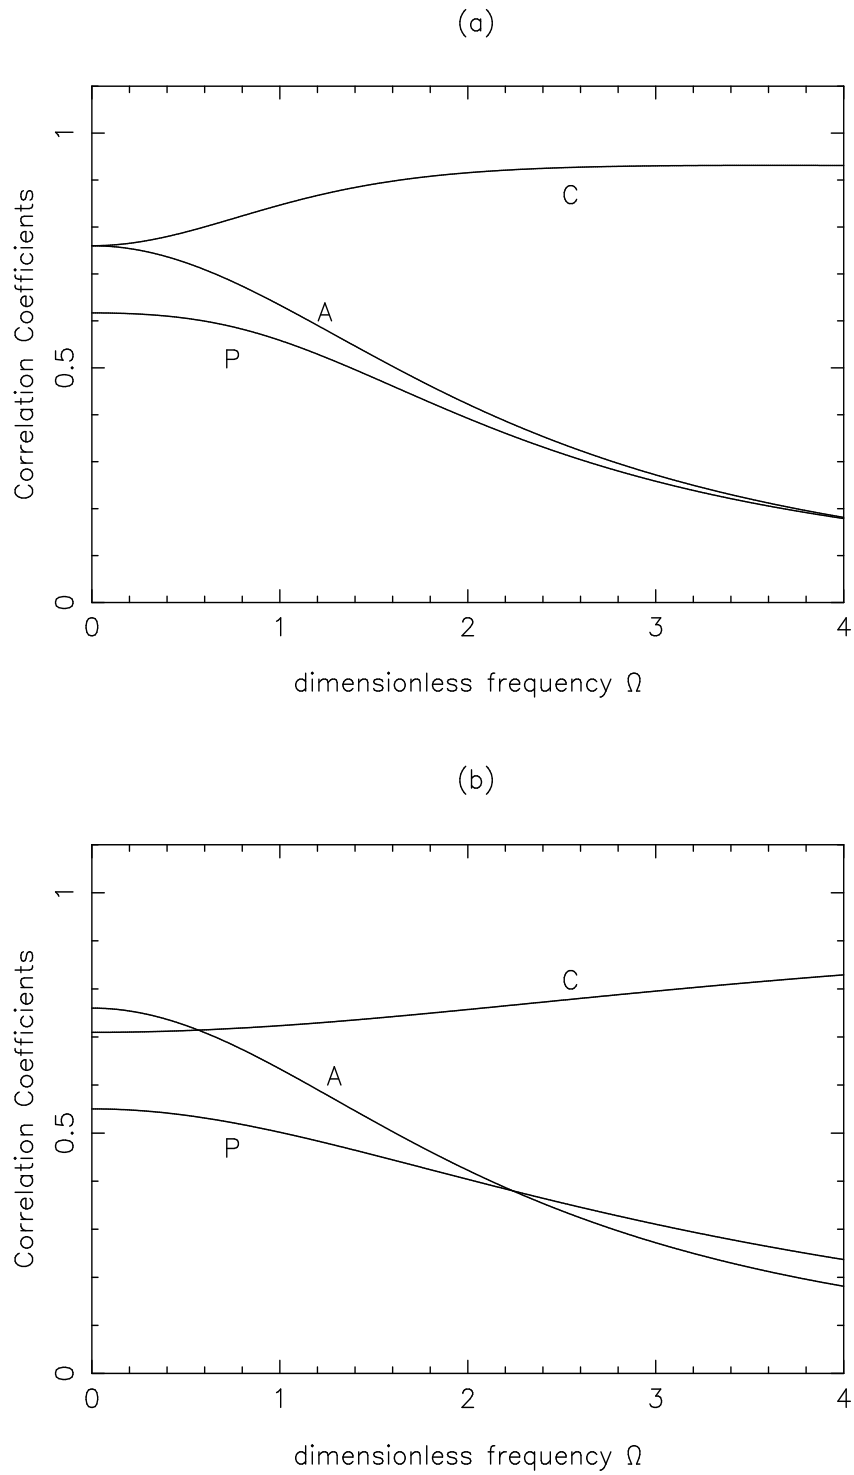 (a)
1
C
A
0.5
P
Correlation Coefficients
0
0 1 2 3 4
dimensionless frequency Ω
(b)
1
C
A
0.5
P
Correlation Coefficients
0
0 1 2 3 4
dimensionless frequency Ω